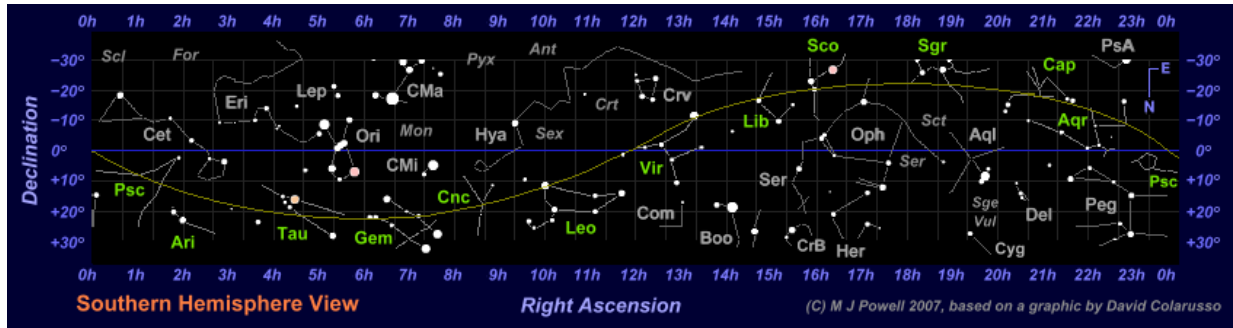 0h 1h 2h 3h 4h 5h 6h 7h 8h 9h 10h 11h 12h 13h 14h 15h 16h 17h 18h 19h 20h 21h 22h 23h 0h
Scl For Pyx Ant Sco Sgr PsA
−30° −30°
Cap E
−20° Eri Lep CMa Crt Crv −20°
N
−10° Cet Ori Mon Hya Sex Lib Oph Sct Aql Aqr −10°
0° 0°
Declination
CMi Vir Ser Psc
+10° Psc Cnc Ser +10°
+20° Com Sge Del Peg +20°
Vul
+30° Ari Tau Gem Leo Boo CrB Her Cyg +30°
0h 1h 2h 3h 4h 5h 6h 7h 8h 9h 10h 11h 12h 13h 14h 15h 16h 17h 18h 19h 20h 21h 22h 23h 0h
Southern Hemisphere View Right Ascension (C) M J Powell 2007, based on a graphic by David Colarusso